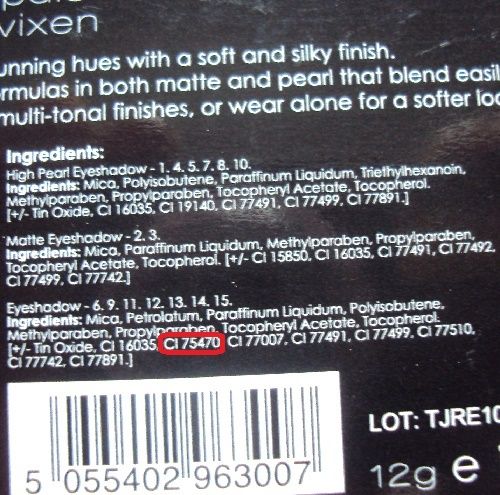 vixen
unning hues with a soft and silky finish.
ormulas in both matte and pearl that blend easil
multi-tonal finishes, or wear alone for a softer loo
Ingredients:
High Pearl Eyeshadow - 1. 4. 5. 7. 8. 10.
Ingredients: Mica, Polyisobutene, Paraffinum Liquidum, Triethylhexanoin,
Methylparaben, Propylparaben, Tocopheryl Acetate, Tocopherol.
[+/- Tin Oxide, CI 16035, CI 19140, CI 77491, CI 77499, CI 77891.]
Matte Eyeshadow - 2. 3.
Ingredients: Mica, Paraffinum Liquidum, Methylparaben, Propylparaben,
Tocopheryl Acetate, Tocopherol. [+/- CI 15850, CI 16035, CI 77491, CI 77492,
CI 77499, CI 77742.]
Eyeshadow - 6. 9. 11. 12. 13. 14. 15.
Ingredients: Mica, Petrolatum, Paraffinum Liquidum, Polyisobutene,
Methylparaben, Propylparaben, Tocopheryl Acetate, Tocopherol.
[+/- Tin Oxide, CI 16035, CI 75470, CI 77007, CI 77491, CI 77499, CI 77510,
CI 77742, CI 77891.]
LOT: TJRE10
5 055402 963007
12g e